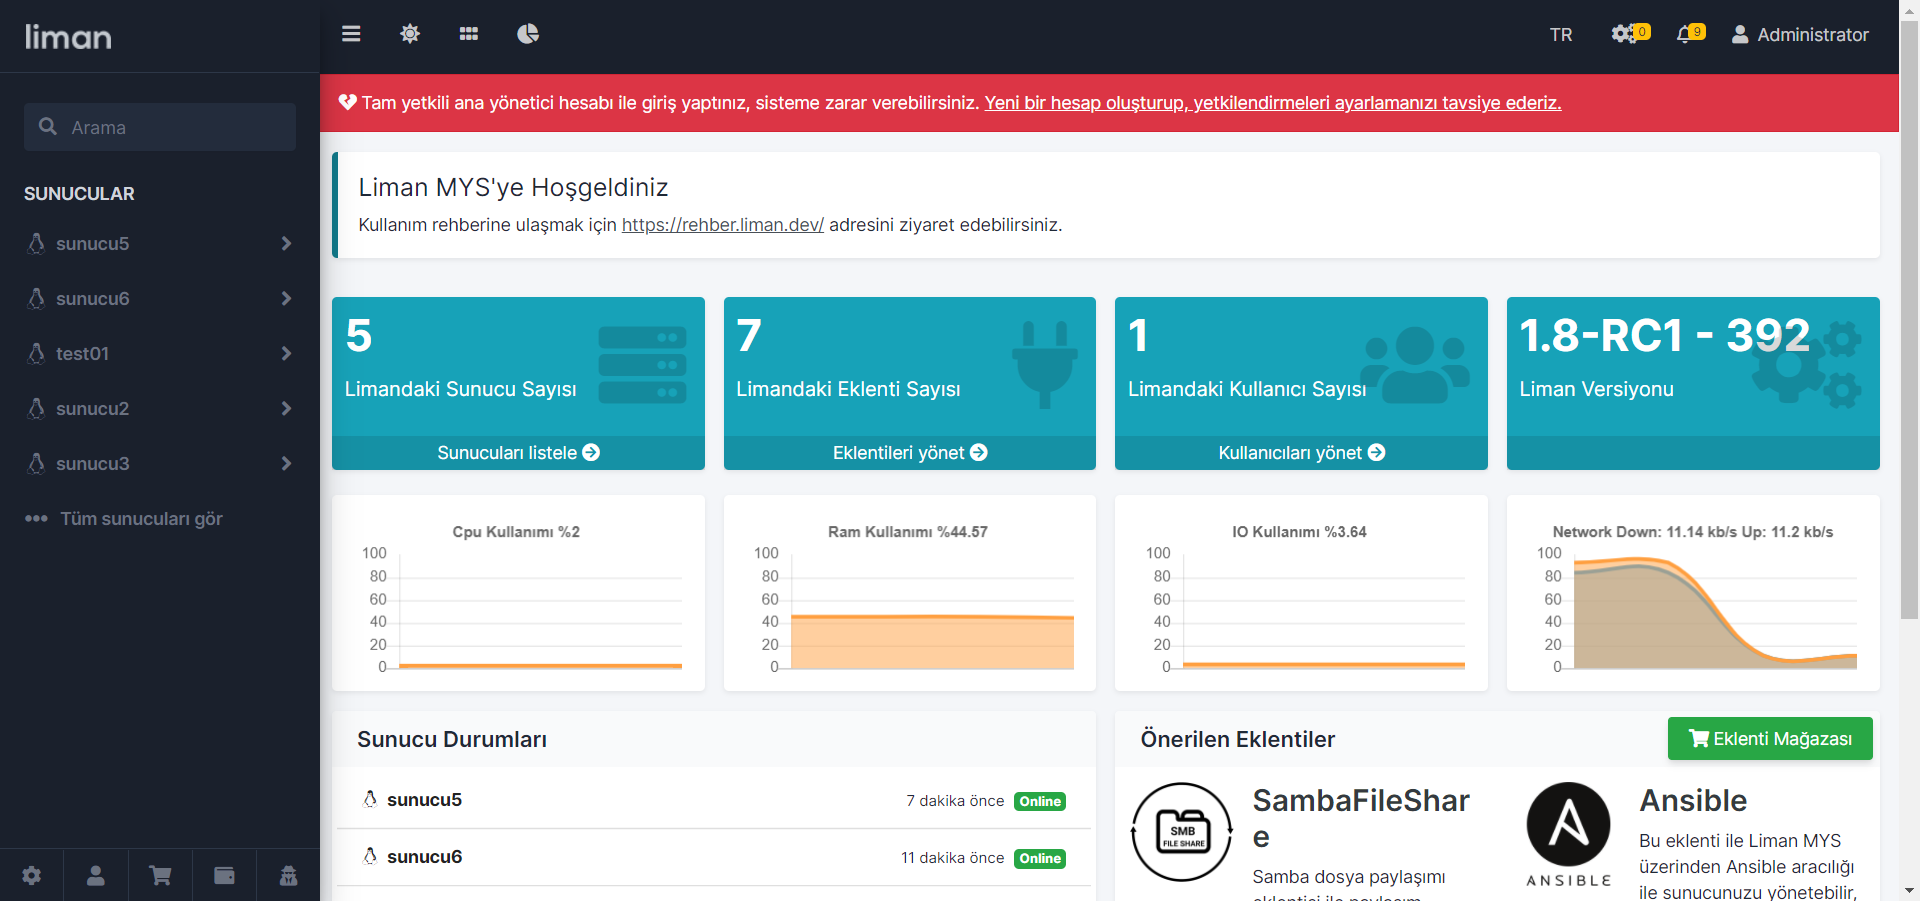 liman
TR
0
9
Administrator
Tam yetkili ana yönetici hesabı ile giriş yaptınız, sisteme zarar verebilirsiniz. Yeni bir hesap oluşturup, yetkilendirmeleri ayarlamanızı tavsiye ederiz.
Arama
SUNUCULAR
sunucu5
sunucu6
test01
sunucu2
sunucu3
Tüm sunucuları gör
Liman MYS'ye Hoşgeldiniz
Kullanım rehberine ulaşmak için https://rehber.liman.dev/ adresini ziyaret edebilirsiniz.
5
Limandaki Sunucu Sayısı
Sunucuları listele
7
Limandaki Eklenti Sayısı
Eklentileri yönet
1
Limandaki Kullanıcı Sayısı
Kullanıcıları yönet
1.8-RC1 - 392
Liman Versiyonu
Cpu Kullanımı %2
100
80
60
40
20
0
Ram Kullanımı %44.57
100
80
60
40
20
0
IO Kullanımı %3.64
100
80
60
40
20
0
Network Down: 11.14 kb/s Up: 11.2 kb/s
100
80
60
40
20
0
Sunucu Durumları
sunucu5
7 dakika önce Online
sunucu6
11 dakika önce Online
Önerilen Eklentiler
Eklenti Mağazası
SMB
FILE SHARE
SambaFileShar
e
Samba dosya paylaşımı
eklentisi ile paylaşım
ANSIBLE
Ansible
Bu eklenti ile Liman MYS
üzerinden Ansible aracılığı
ile sunucunuzu yönetebilir,